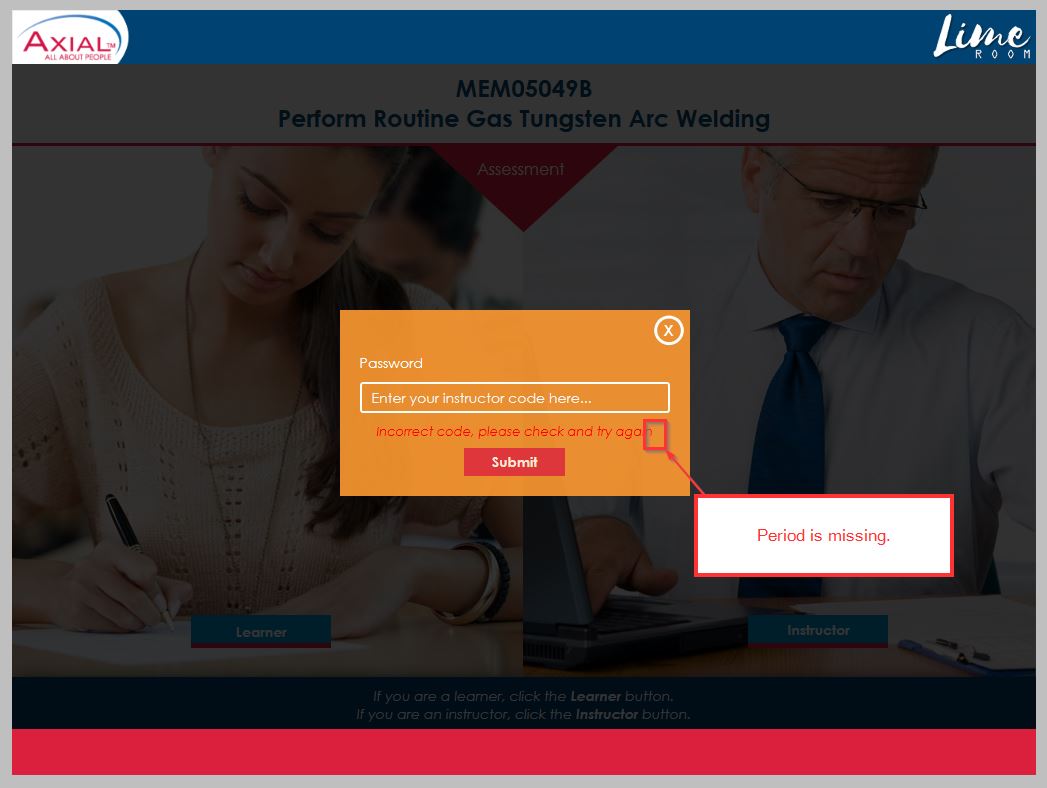 AXIAL™
ALL ABOUT PEOPLE
Lime
ROOM
MEM05049B
Perform Routine Gas Tungsten Arc Welding
Assessment
X
Password
Enter your instructor code here...
Incorrect code, please check and try again
Submit
Period is missing.
Learner
Instructor
If you are a learner, click the Learner button.
If you are an instructor, click the Instructor button.